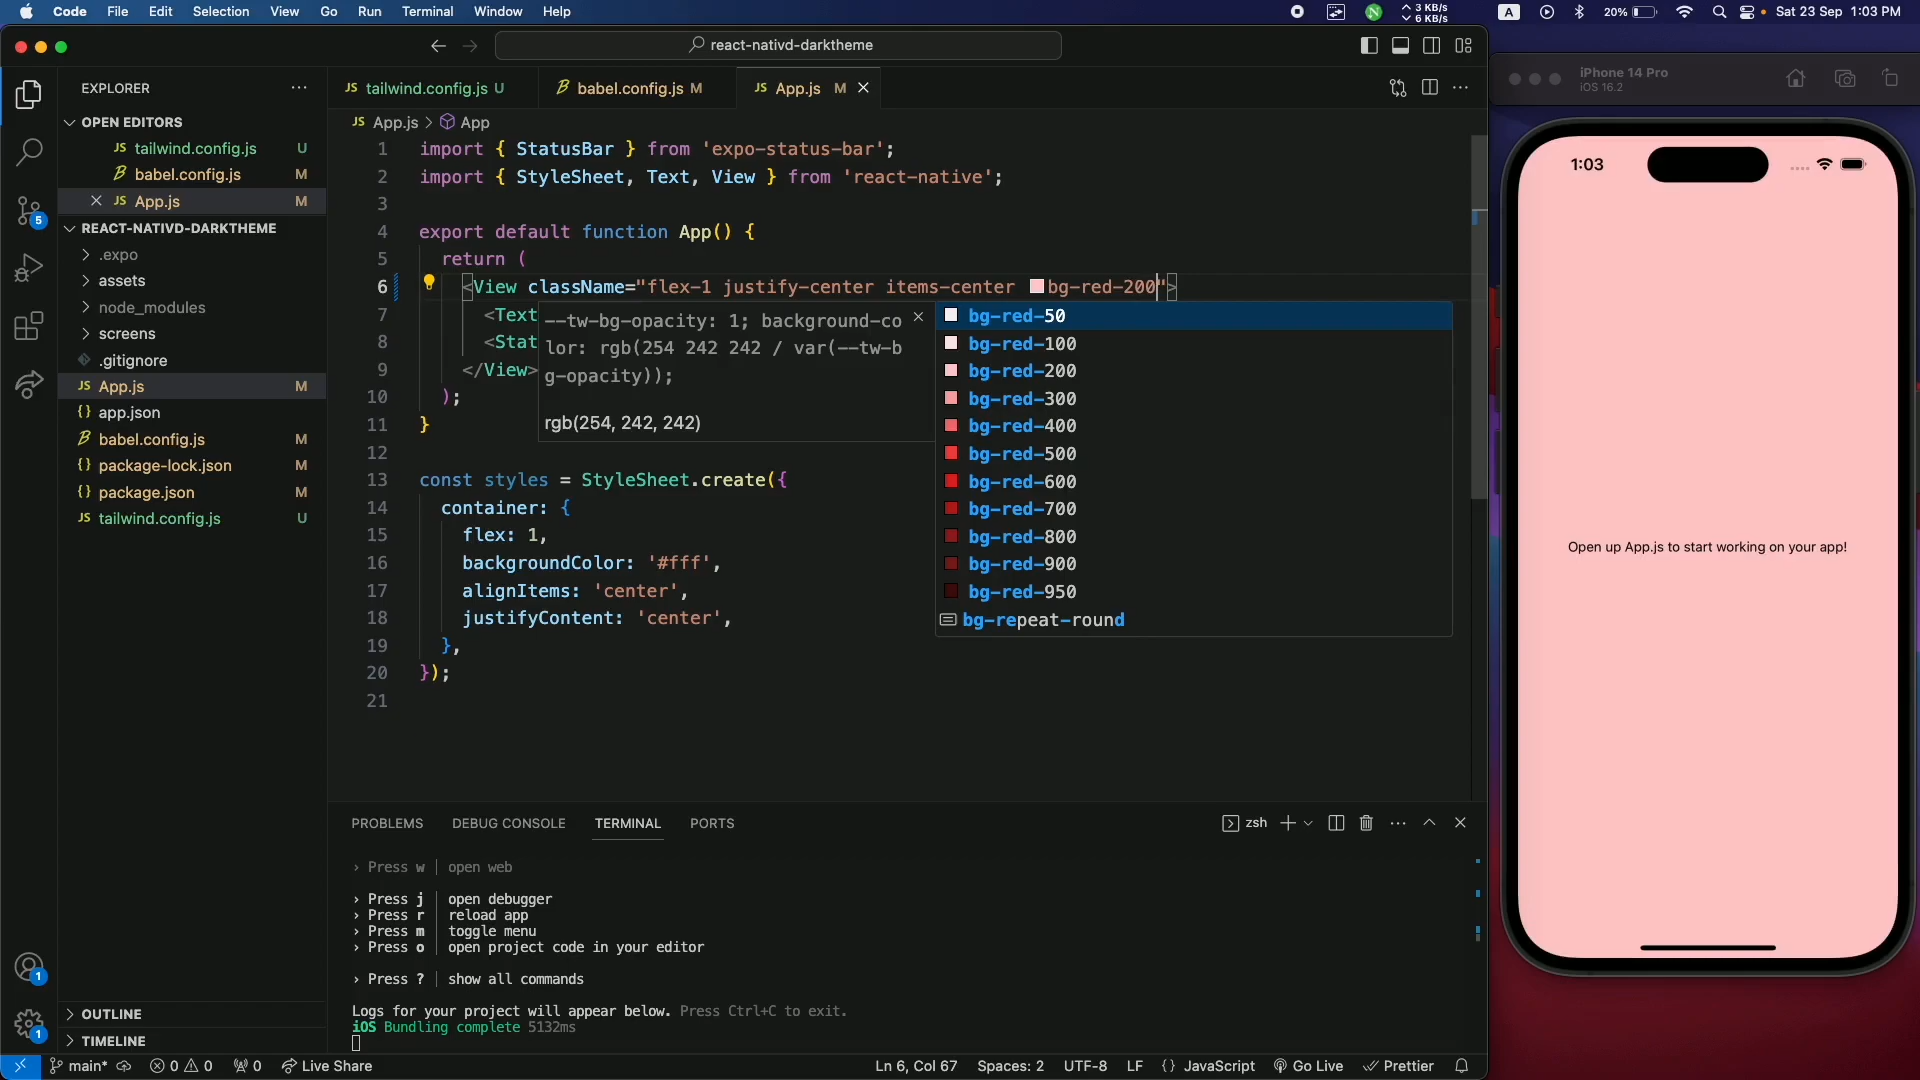 Code File Edit Selection View Go Run Terminal Window Help
3 KB/s
6 KB/s
A
20%
Sat 23 Sep 1:03 PM
react-nativd-darktheme
EXPLORER
OPEN EDITORS
JS tailwind.config.js U
babel.config.js M
JS App.js M
REACT-NATIVD-DARKTHEME
.expo
assets
node_modules
screens
.gitignore
JS App.js M
{} app.json
babel.config.js M
{} package-lock.json M
{} package.json M
JS tailwind.config.js U
OUTLINE
TIMELINE
5
1
1
JS tailwind.config.js U
babel.config.js M
JS App.js M
JS App.js > App
1 import { StatusBar } from 'expo-status-bar';
2 import { StyleSheet, Text, View } from 'react-native';
3
4 export default function App() {
5 return (
6 <View className="flex-1 justify-center items-center bg-red-200">
7 <Text
8 <Stat
9 </View>
10 );
11 }
12
13 const styles = StyleSheet.create({
14 container: {
15 flex: 1,
16 backgroundColor: '#fff',
17 alignItems: 'center',
18 justifyContent: 'center',
19 },
20 });
21
--tw-bg-opacity: 1; background-co
lor: rgb(254 242 242 / var(--tw-b
g-opacity));
rgb(254, 242, 242)
bg-red-50
bg-red-100
bg-red-200
bg-red-300
bg-red-400
bg-red-500
bg-red-600
bg-red-700
bg-red-800
bg-red-900
bg-red-950
bg-repeat-round
PROBLEMS DEBUG CONSOLE TERMINAL PORTS
zsh
› Press w │ open web
› Press j │ open debugger
› Press r │ reload app
› Press m │ toggle menu
› Press o │ open project code in your editor
› Press ? │ show all commands
Logs for your project will appear below. Press Ctrl+C to exit.
iOS Bundling complete 5132ms
main* 0 0 0 Live Share
Ln 6, Col 67 Spaces: 2 UTF-8 LF {} JavaScript Go Live Prettier
iPhone 14 Pro
iOS 16.2
1:03
Open up App.js to start working on your app!